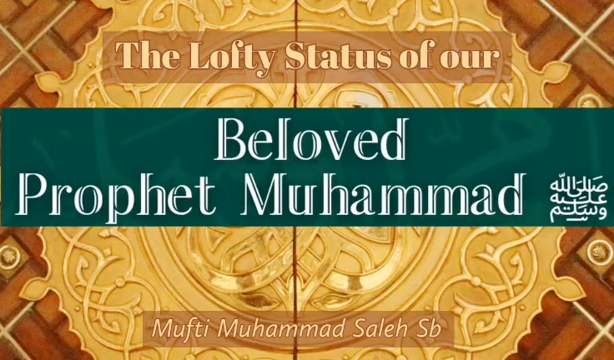 The Lofty Status of our
Beloved
Prophet Muhammad ﷺ
Mufti Muhammad Saleh Sb